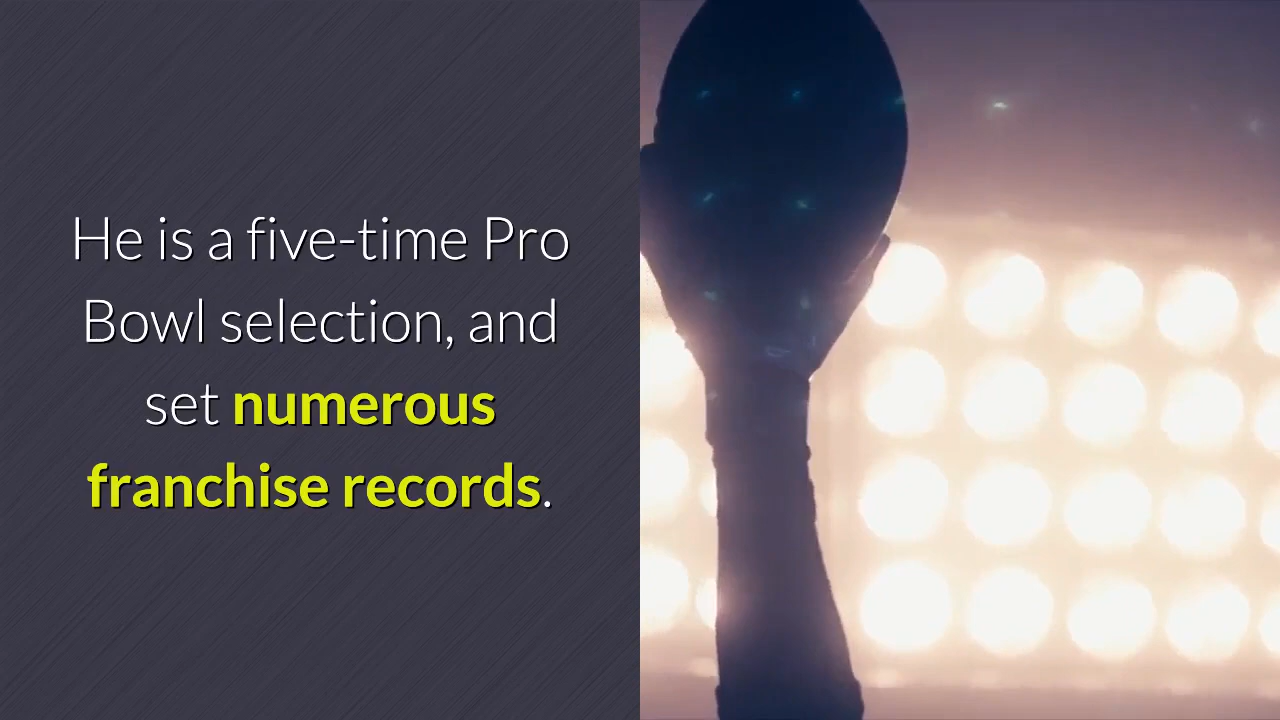 He is a five-time Pro
Bowl selection, and
set numerous
franchise records.